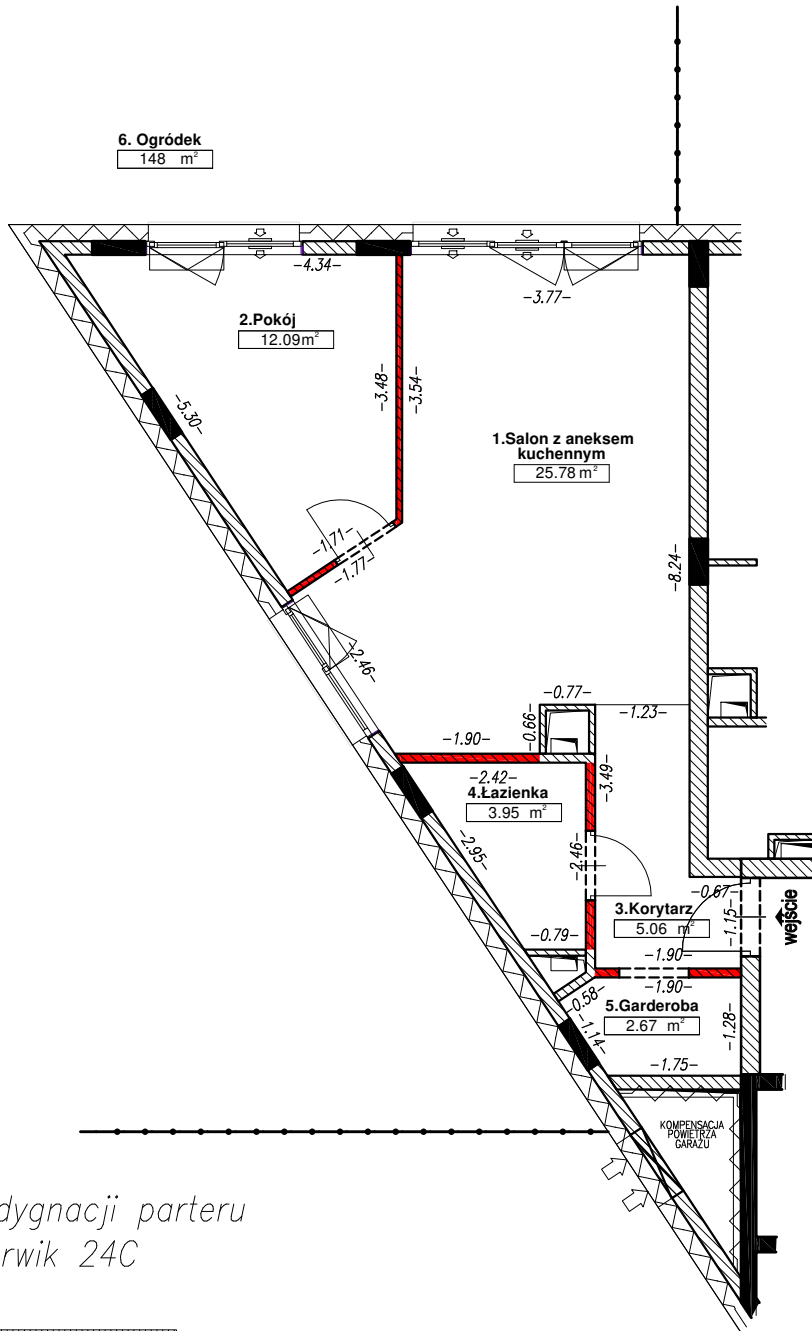 6. Ogródek
148 m²
-4.34-
-3.77-
2.Pokój
12.09m²
-5.30-
-3.48-
-3.54-
1.Salon z aneksem
kuchennym
25.78 m²
-1.71-
-1.77-
-8.24-
-2.46-
-0.77-
-1.23-
-0.66-
-1.90-
-3.49-
-2.42-
4.Łazienka
3.95 m²
-2.95-
-2.46-
-0.67-
3.Korytarz
5.06 m²
-1.15-
wejście
-0.79-
-1.90-
-1.90-
-0.58-
5.Garderoba
2.67 m²
-1.14-
-1.28-
-1.75-
KOMPENSACJA
POWIETRZA
GARAŻU
dygnacji parteru
rwik 24C